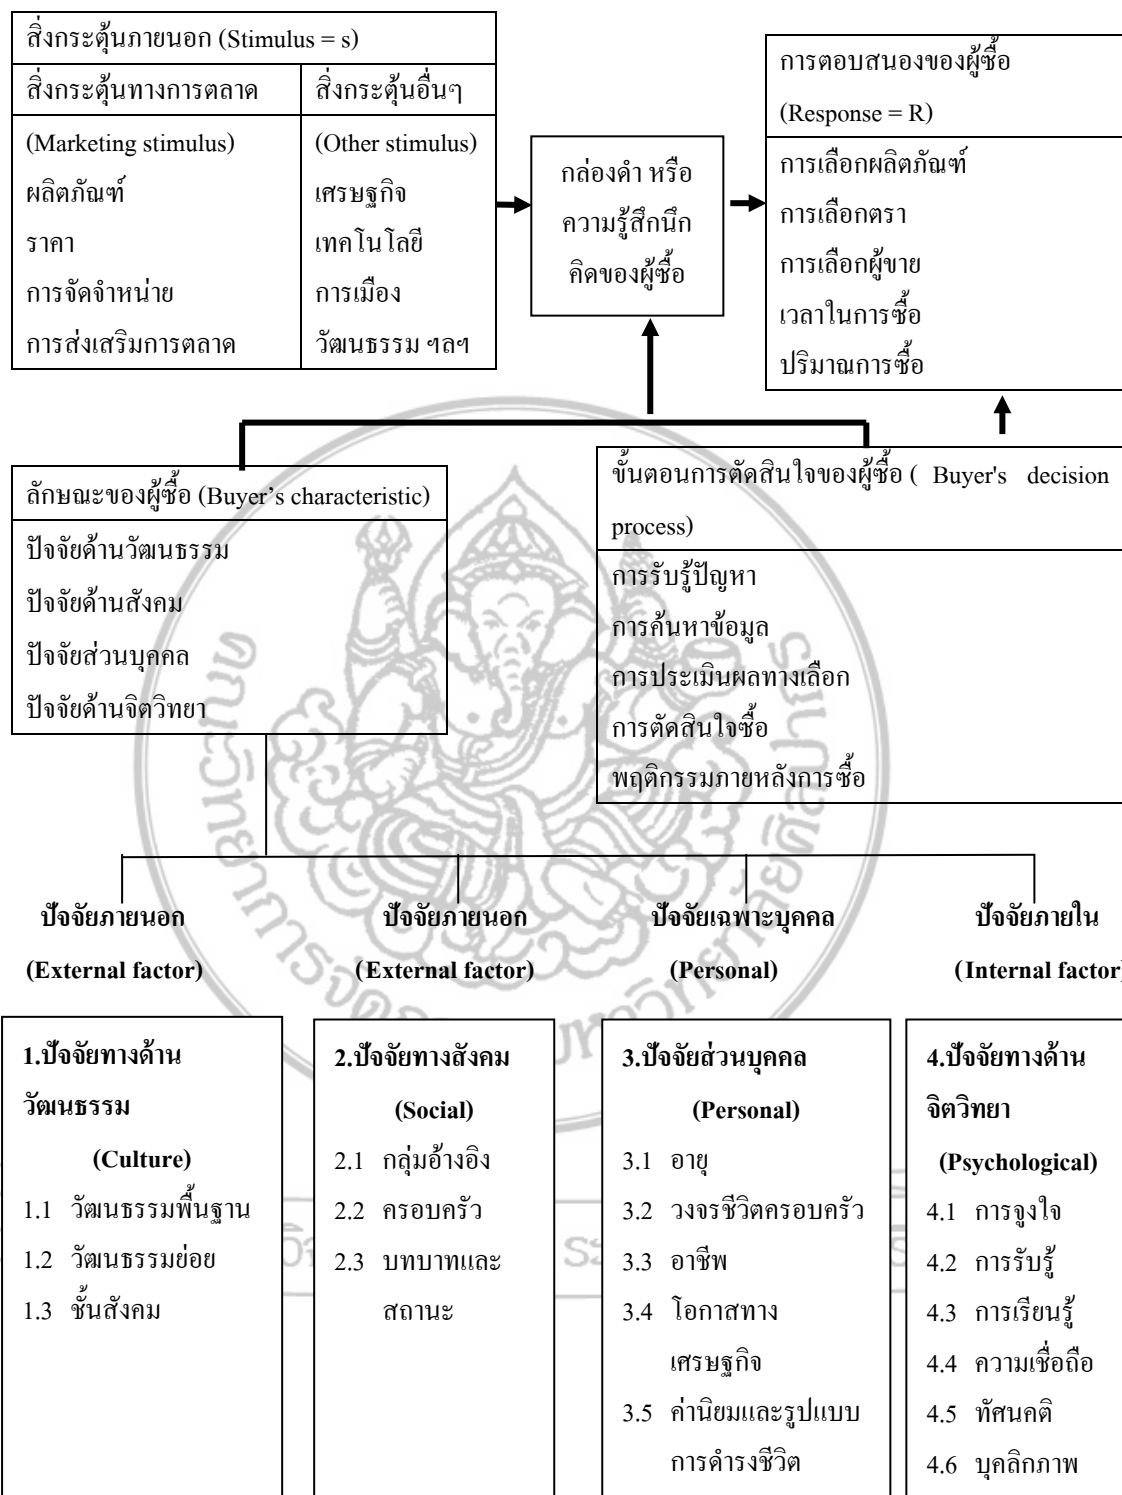 สิ่งกระตุ้นภายนอก (Stimulus = s)
สิ่งกระตุ้นทางการตลาด
(Marketing stimulus)
ผลิตภัณฑ์
ราคา
การจัดจำหน่าย
การส่งเสริมการตลาด
สิ่งกระตุ้นอื่นๆ
(Other stimulus)
เศรษฐกิจ
เทคโนโลยี
การเมือง
วัฒนธรรม ฯลฯ
กล่องดำ หรือ
ความรู้สึกนึก
คิดของผู้ซื้อ
การตอบสนองของผู้ซื้อ
(Response = R)
การเลือกผลิตภัณฑ์
การเลือกตรา
การเลือกผู้ขาย
เวลาในการซื้อ
ปริมาณการซื้อ
ลักษณะของผู้ซื้อ (Buyer’s characteristic)
ปัจจัยด้านวัฒนธรรม
ปัจจัยด้านสังคม
ปัจจัยส่วนบุคคล
ปัจจัยด้านจิตวิทยา
ขั้นตอนการตัดสินใจของผู้ซื้อ ( Buyer's decision
process)
การรับรู้ปัญหา
การค้นหาข้อมูล
การประเมินผลทางเลือก
การตัดสินใจซื้อ
พฤติกรรมภายหลังการซื้อ
ปัจจัยภายนอก
(External factor)
ปัจจัยภายนอก
(External factor)
ปัจจัยเฉพาะบุคคล
(Personal)
ปัจจัยภายใน
(Internal factor)
1.ปัจจัยทางด้าน
วัฒนธรรม
(Culture)
1.1 วัฒนธรรมพื้นฐาน
1.2 วัฒนธรรมย่อย
1.3 ชั้นสังคม
2.ปัจจัยทางสังคม
(Social)
2.1 กลุ่มอ้างอิง
2.2 ครอบครัว
2.3 บทบาทและ
สถานะ
3.ปัจจัยส่วนบุคคล
(Personal)
3.1 อายุ
3.2 วงจรชีวิตครอบครัว
3.3 อาชีพ
3.4 โอกาสทาง
เศรษฐกิจ
3.5 ค่านิยมและรูปแบบ
การดำรงชีวิต
4.ปัจจัยทางด้าน
จิตวิทยา
(Psychological)
4.1 การจูงใจ
4.2 การรับรู้
4.3 การเรียนรู้
4.4 ความเชื่อถือ
4.5 ทัศนคติ
4.6 บุคลิกภาพ